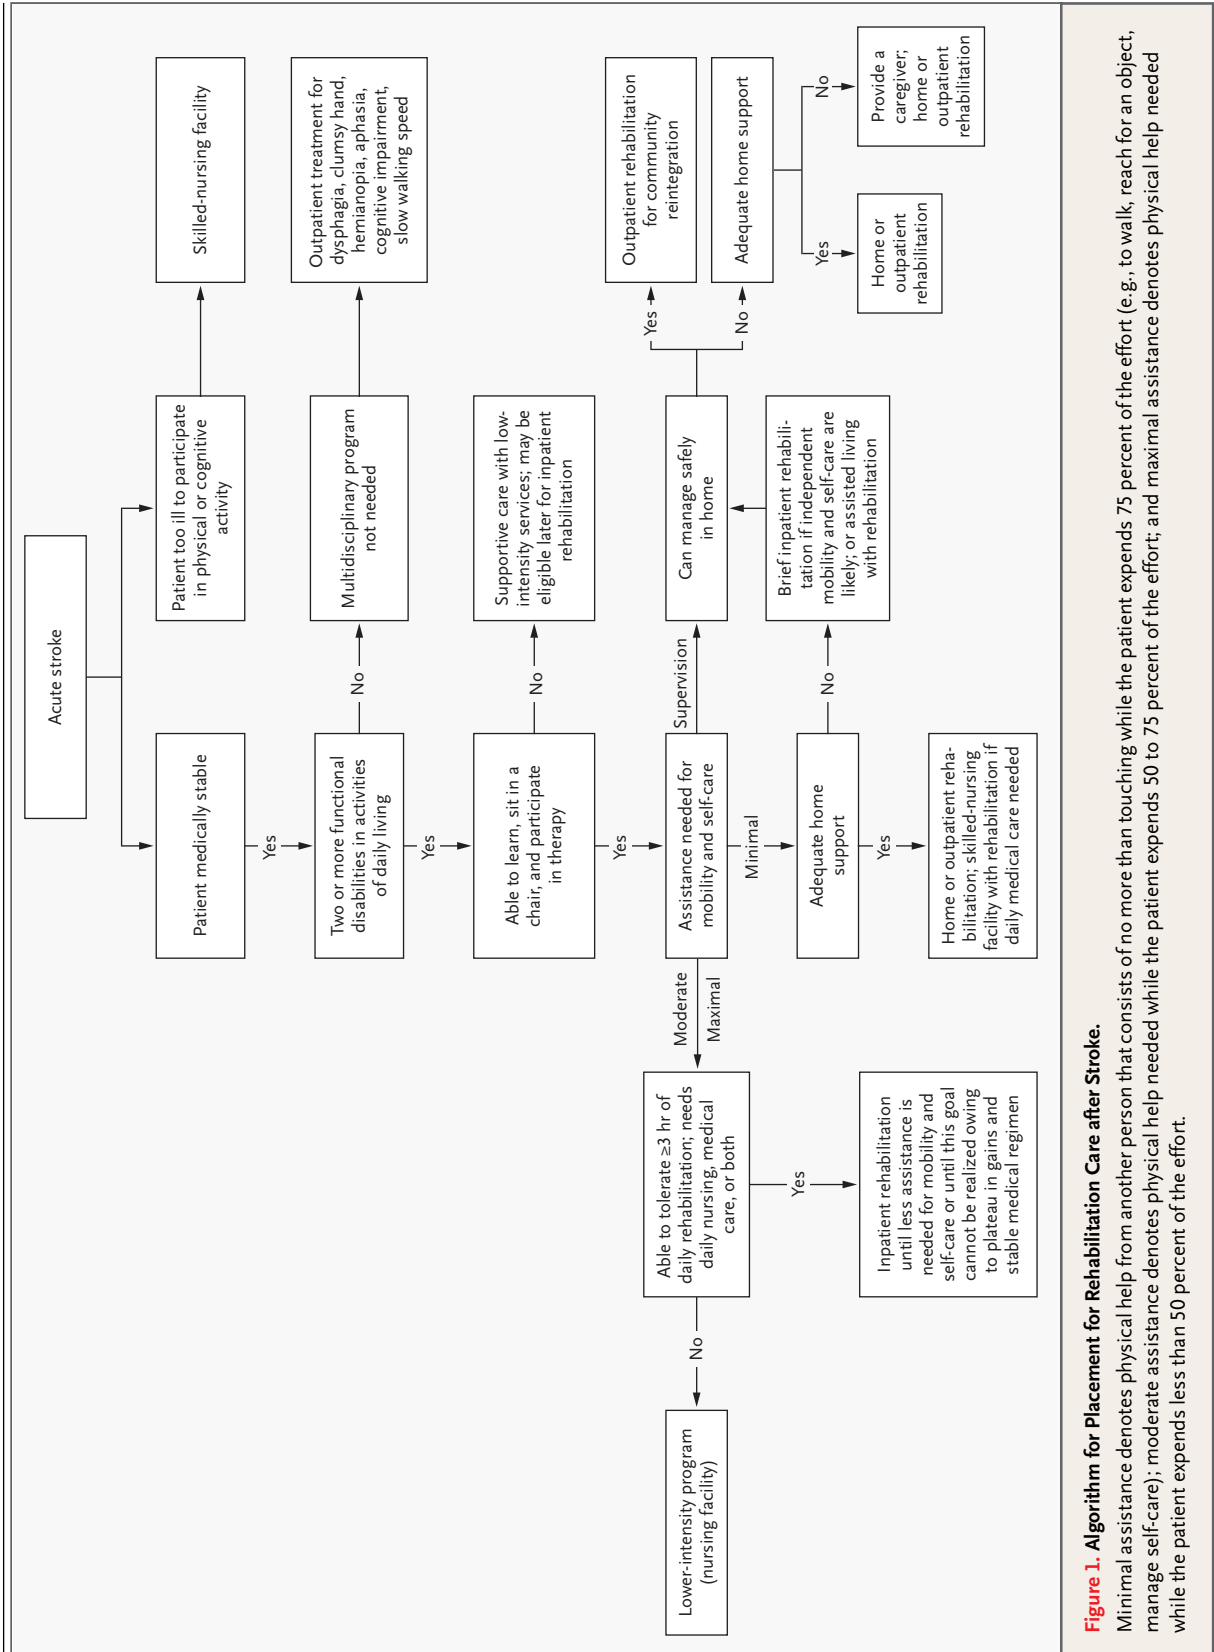 Acute stroke
Patient medically stable
Patient too ill to participate
in physical or cognitive
activity
Skilled-nursing facility
Yes
Two or more functional
disabilities in activities
of daily living
No
Multidisciplinary program
not needed
Outpatient treatment for
dysphagia, clumsy hand,
hemianopia, aphasia,
cognitive impairment,
slow walking speed
Yes
Able to learn, sit in a
chair, and participate
in therapy
No
Supportive care with low-
intensity services; may be
eligible later for inpatient
rehabilitation
Yes
Lower-intensity program
(nursing facility)
No
Able to tolerate ≥3 hr of
daily rehabilitation; needs
daily nursing, medical
care, or both
Moderate
Maximal
Assistance needed for
mobility and self-care
Supervision
Can manage safely
in home
Yes
No
Outpatient rehabilitation
for community
reintegration
Adequate home support
Minimal
Adequate home
support
No
Brief inpatient rehabili-
tation if independent
mobility and self-care are
likely; or assisted living
with rehabilitation
Yes
Yes
Yes
No
Inpatient rehabilitation
until less assistance is
needed for mobility and
self-care or until this goal
cannot be realized owing
to plateau in gains and
stable medical regimen
Home or outpatient reha-
bilitation; skilled-nursing
facility with rehabilitation if
daily medical care needed
Home or
outpatient
rehabilitation
Provide a
caregiver;
home or
outpatient
rehabilitation
Figure 1. Algorithm for Placement for Rehabilitation Care after Stroke.
Minimal assistance denotes physical help from another person that consists of no more than touching while the patient expends 75 percent of the effort (e.g., to walk, reach for an object,
manage self-care); moderate assistance denotes physical help needed while the patient expends 50 to 75 percent of the effort; and maximal assistance denotes physical help needed
while the patient expends less than 50 percent of the effort.